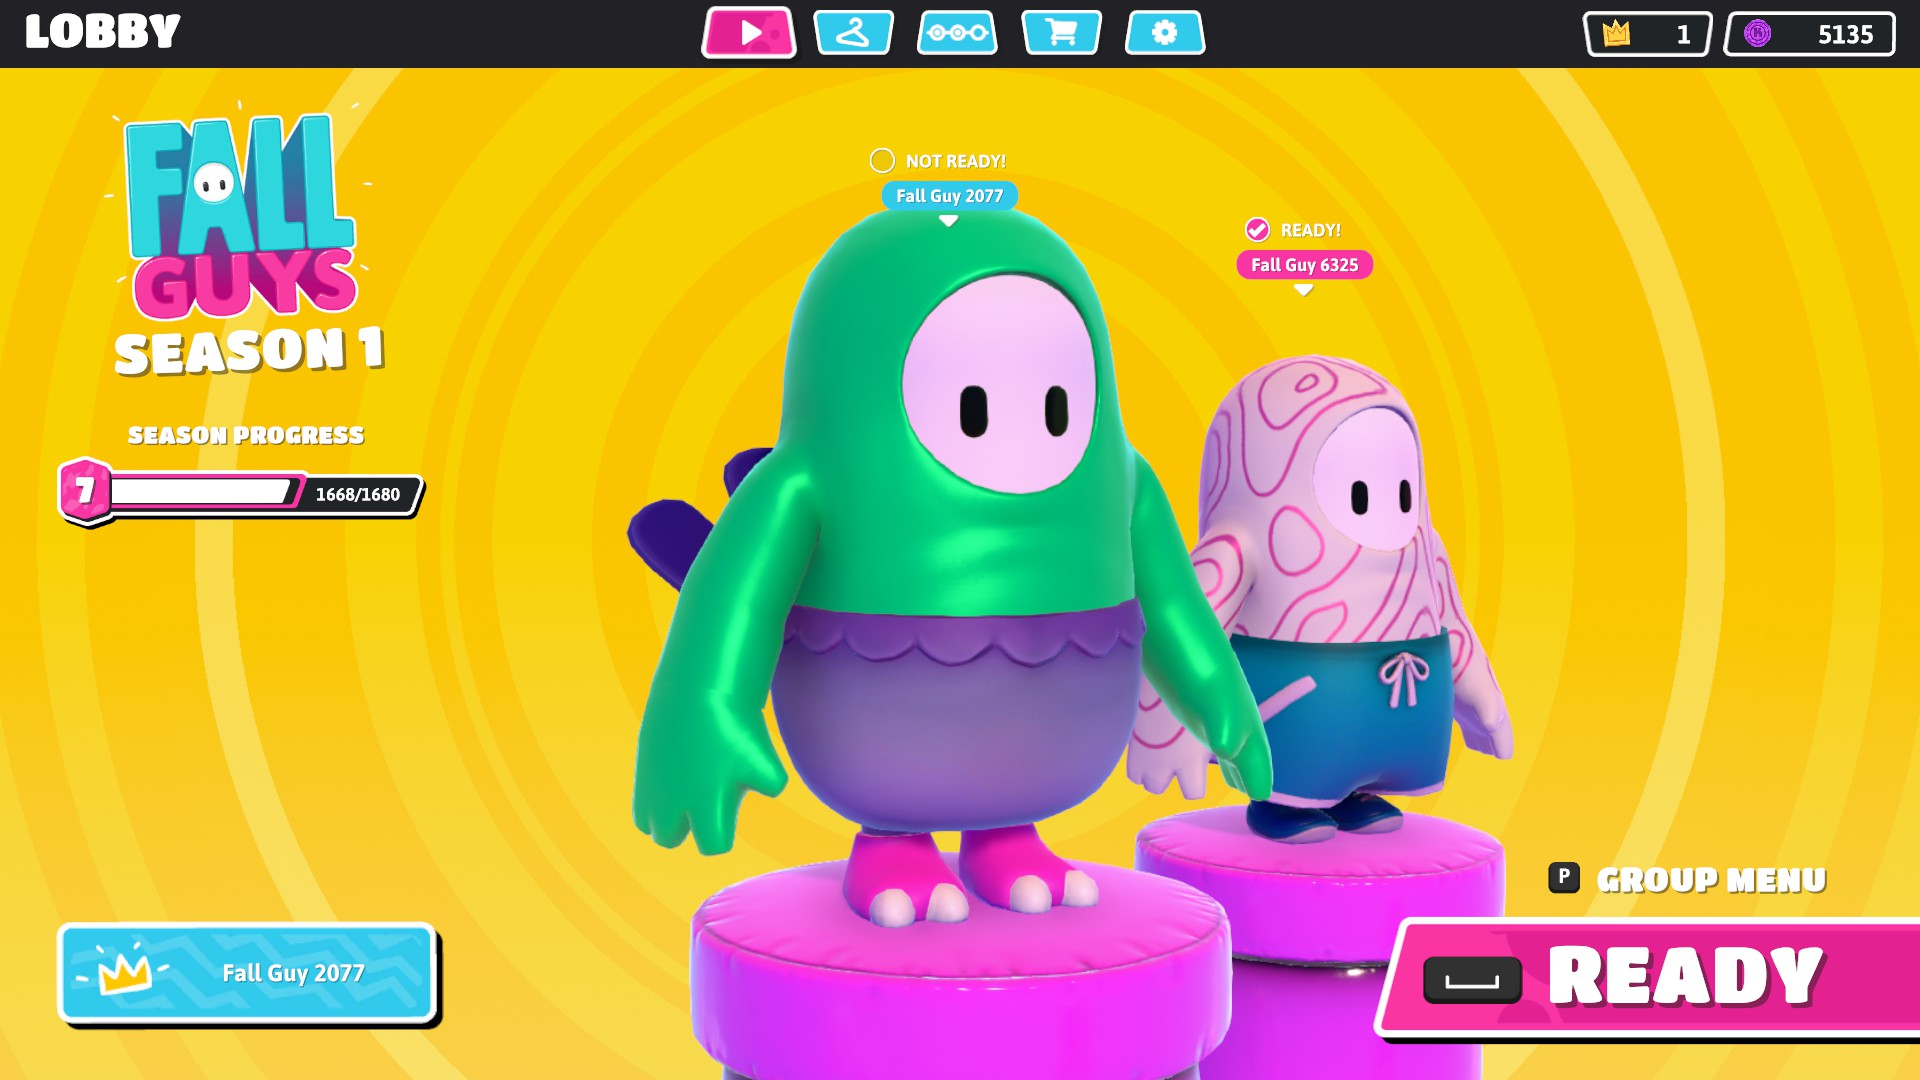 LOBBY
1
5135
FALL
GUYS
SEASON 1
SEASON PROGRESS
7
1668/1680
NOT READY!
Fall Guy 2077
READY!
Fall Guy 6325
Fall Guy 2077
P GROUP MENU
READY